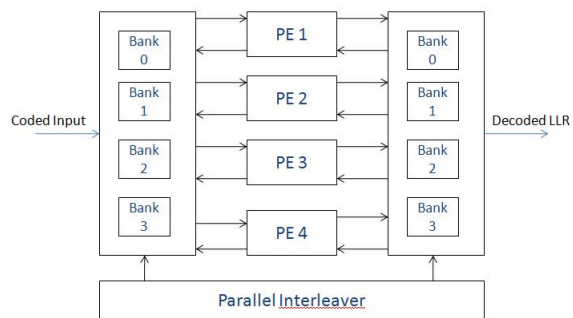 PE 1
Bank
0
Bank
0
PE 2
Bank
1
Bank
1
Coded Input
Decoded LLR
PE 3
Bank
2
Bank
2
Bank
3
Bank
3
PE 4
Parallel Interleaver